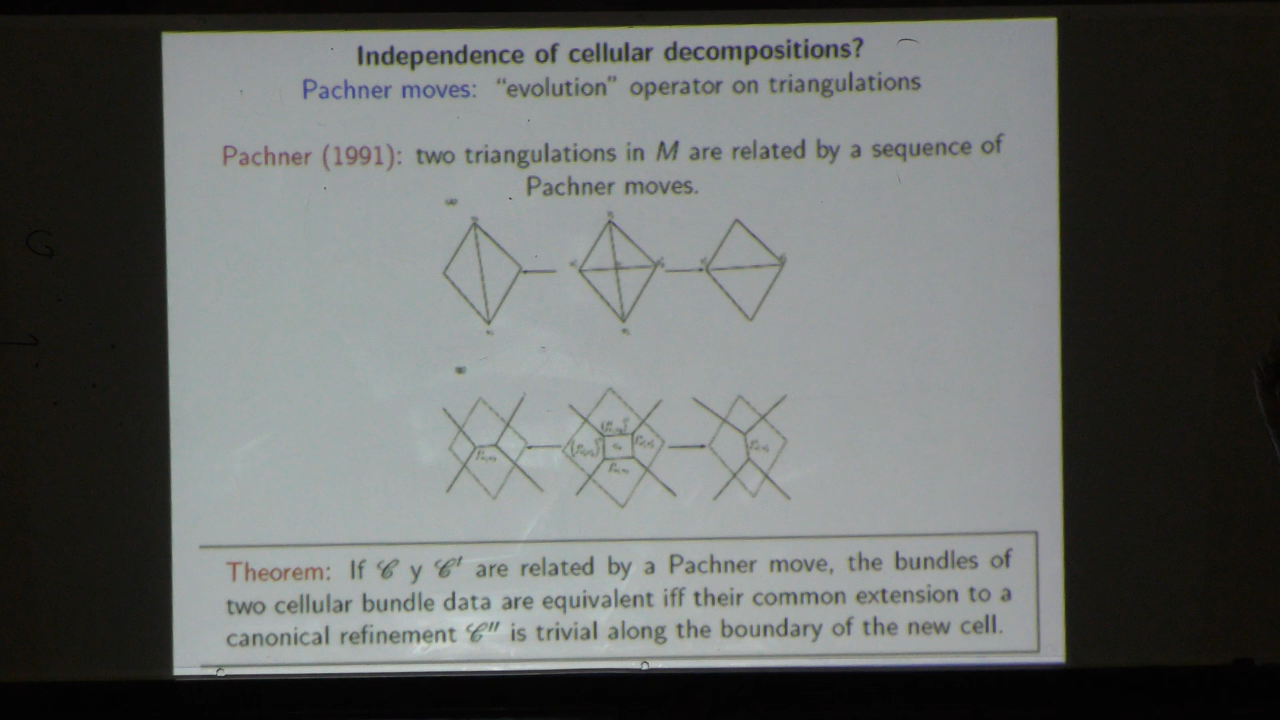 Independence of cellular decompositions?
Pachner moves: "evolution" operator on triangulations
Pachner (1991): two triangulations in M are related by a sequence of
Pachner moves.
Theorem: If 𝒞 y 𝒞′ are related by a Pachner move, the bundles of
two cellular bundle data are equivalent iff their common extension to a
canonical refinement 𝒞″ is trivial along the boundary of the new cell.